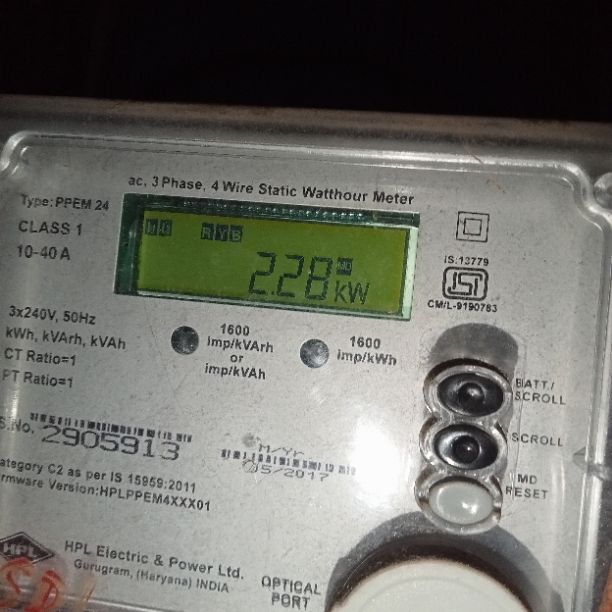 ac, 3 Phase, 4 Wire Static Watthour Meter
Type: PPEM 24
CLASS 1
10-40 A
R Y B
MD
2.28 kW
IS:13779
ISI
CM/L-9190783
3x240V, 50Hz
kWh, kVArh, kVAh
CT Ratio=1
PT Ratio=1
1600
imp/kVArh
or
imp/kVAh
1600
imp/kWh
BATT./
SCROLL
SCROLL
MD
RESET
S.No.
2905913
M/Yr
05/2017
ategory C2 as per IS 15959:2011
rmware Version:HPLPPEM4XXX01
HPL
HPL Electric & Power Ltd.
Gurugram, (Haryana) INDIA
OPTICAL
PORT